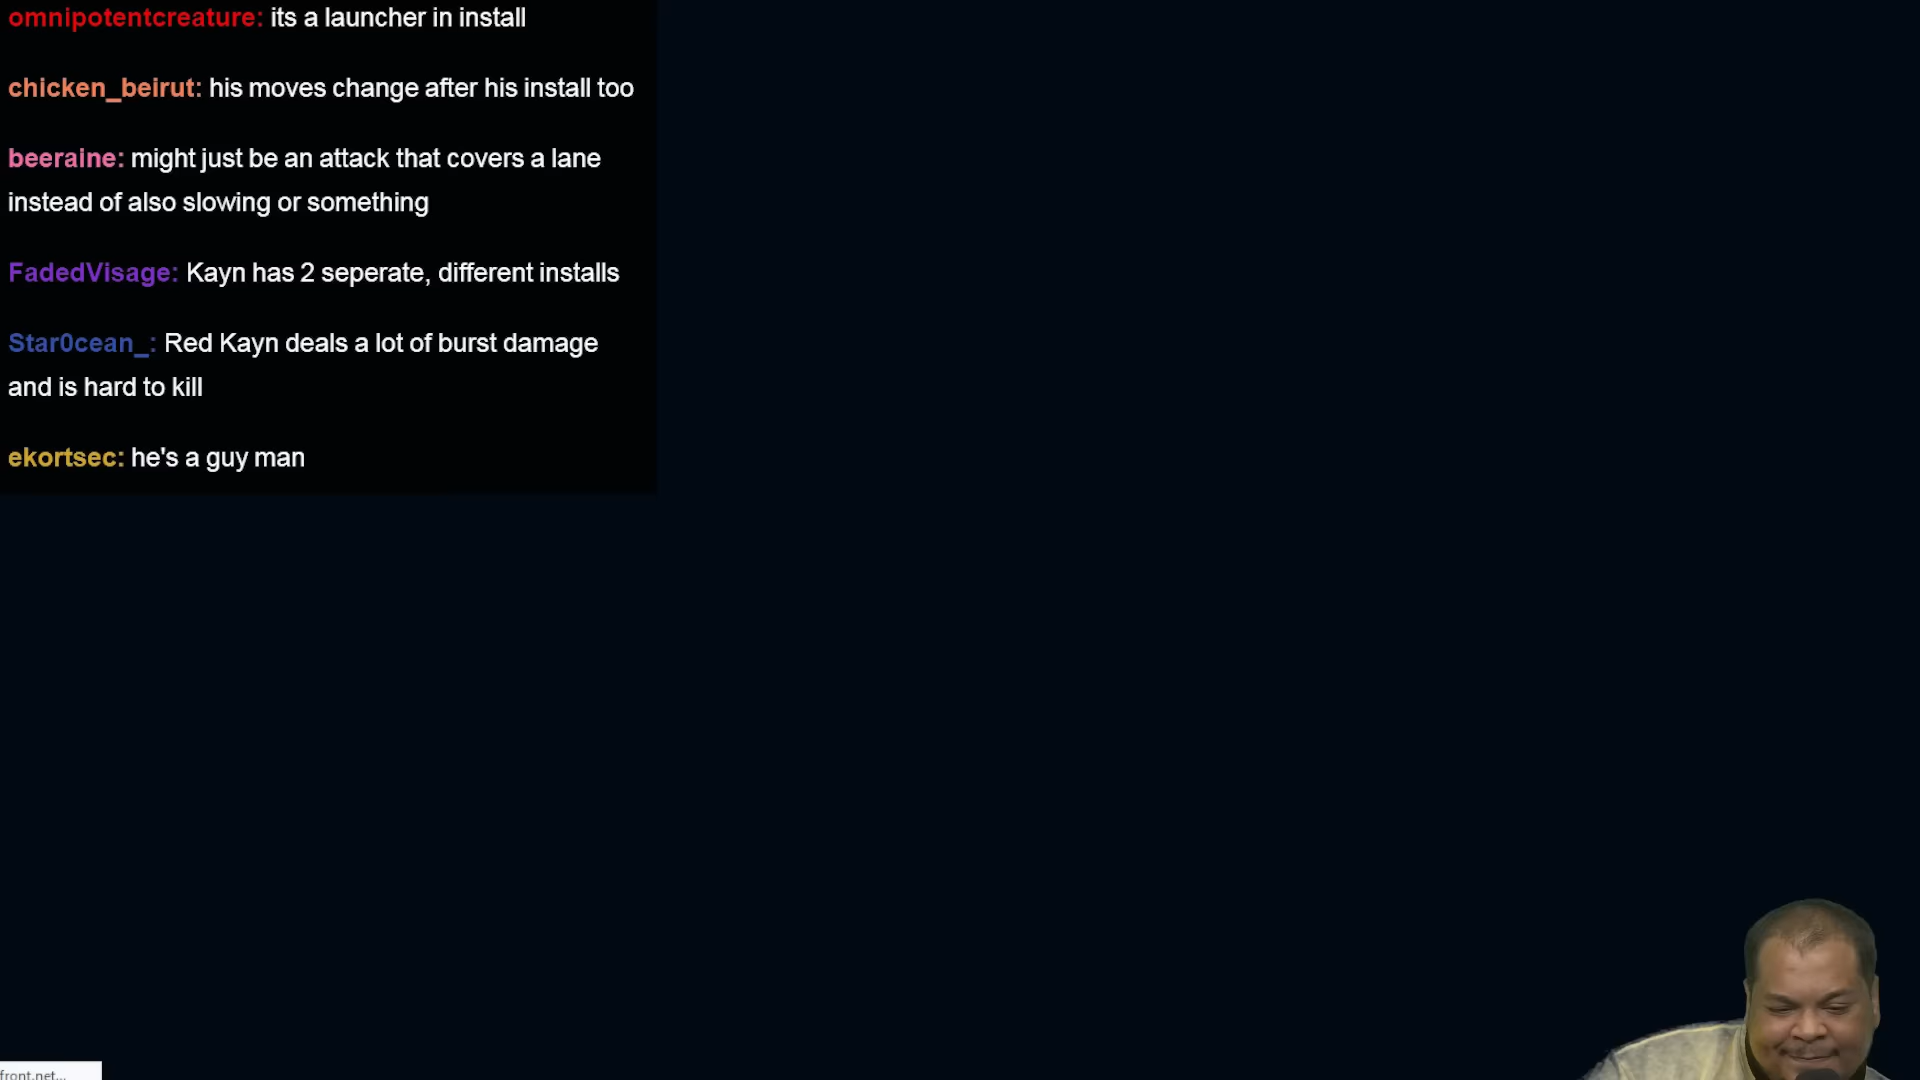 omnipotentcreature: its a launcher in install
chicken_beirut: his moves change after his install too
beeraine: might just be an attack that covers a lane
instead of also slowing or something
FadedVisage: Kayn has 2 seperate, different installs
Star0cean_: Red Kayn deals a lot of burst damage
and is hard to kill
ekortsec: he's a guy man
front.net...